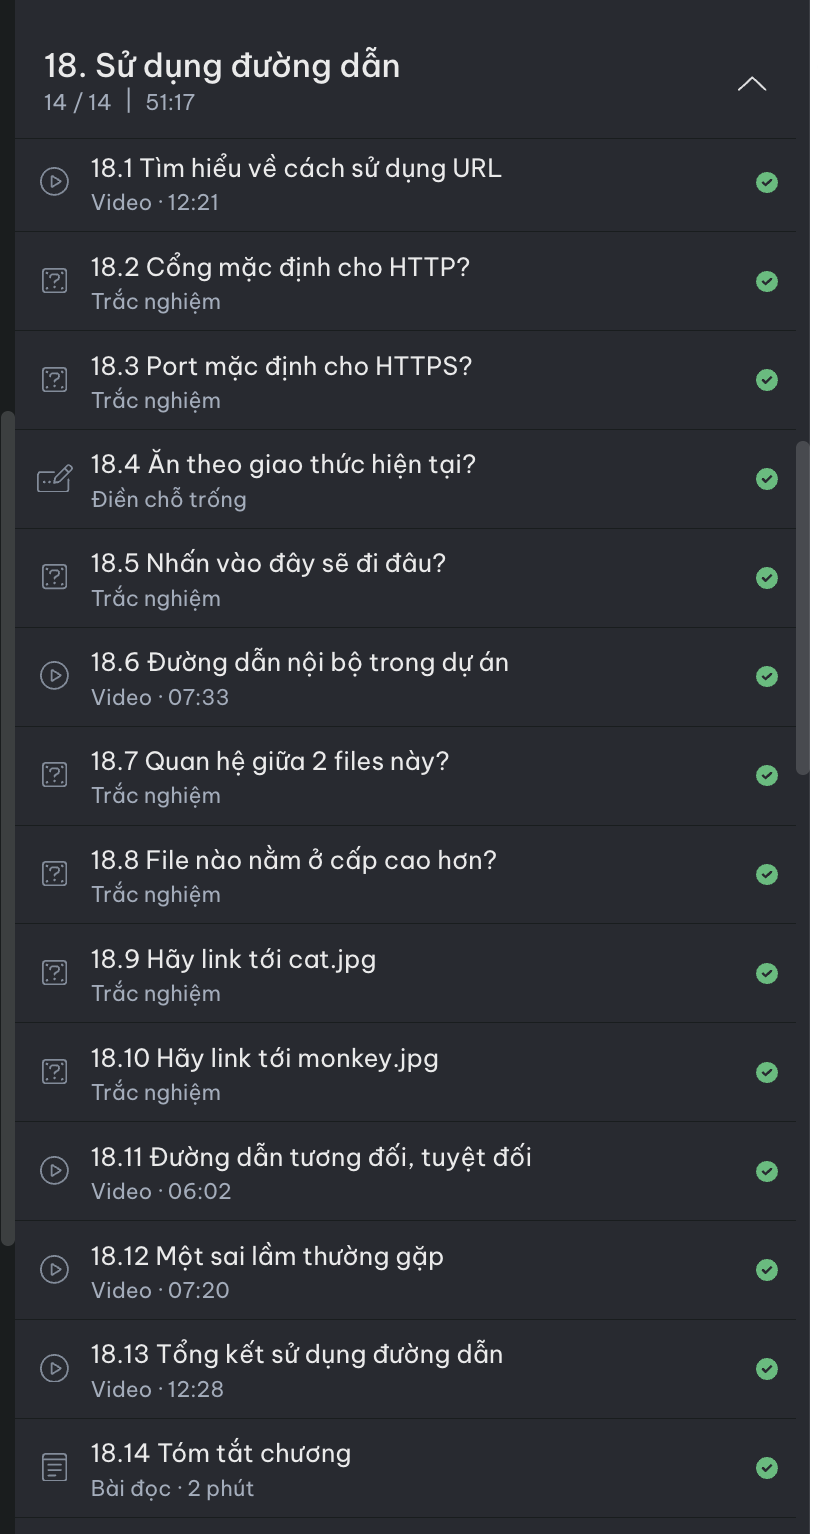 18. Sử dụng đường dẫn
14 / 14 | 51:17
18.1 Tìm hiểu về cách sử dụng URL
Video · 12:21
18.2 Cổng mặc định cho HTTP?
Trắc nghiệm
18.3 Port mặc định cho HTTPS?
Trắc nghiệm
18.4 Ăn theo giao thức hiện tại?
Điền chỗ trống
18.5 Nhấn vào đây sẽ đi đâu?
Trắc nghiệm
18.6 Đường dẫn nội bộ trong dự án
Video · 07:33
18.7 Quan hệ giữa 2 files này?
Trắc nghiệm
18.8 File nào nằm ở cấp cao hơn?
Trắc nghiệm
18.9 Hãy link tới cat.jpg
Trắc nghiệm
18.10 Hãy link tới monkey.jpg
Trắc nghiệm
18.11 Đường dẫn tương đối, tuyệt đối
Video · 06:02
18.12 Một sai lầm thường gặp
Video · 07:20
18.13 Tổng kết sử dụng đường dẫn
Video · 12:28
18.14 Tóm tắt chương
Bài đọc · 2 phút